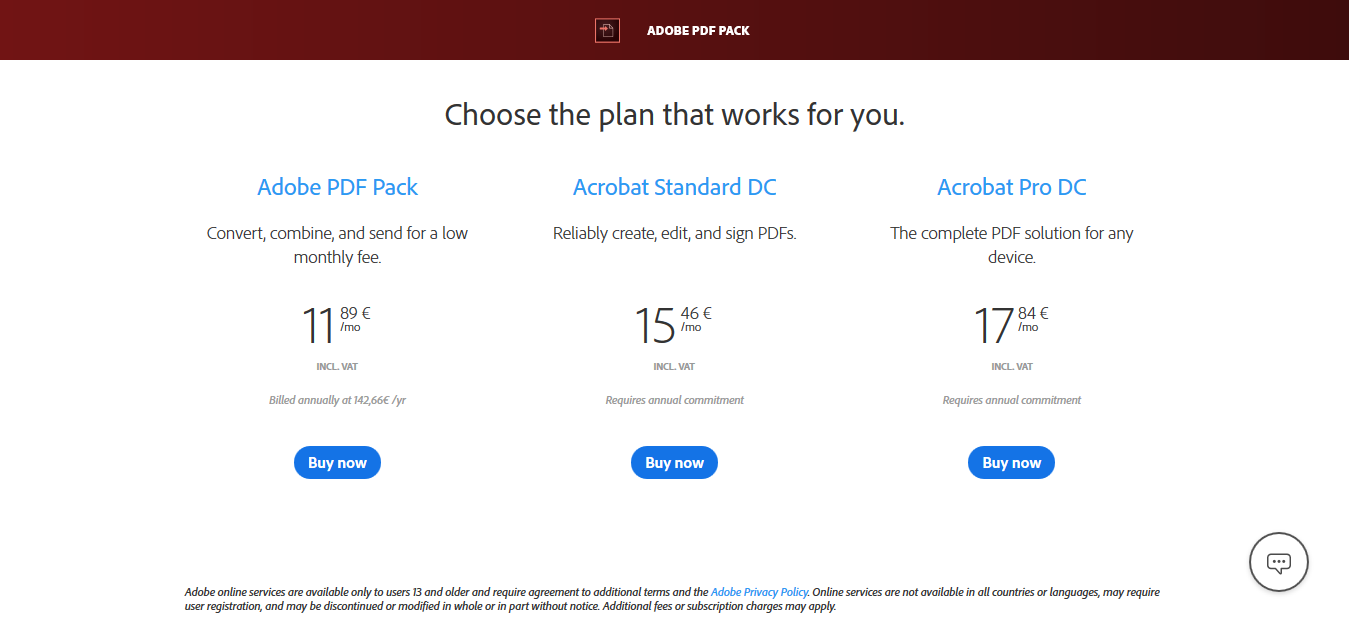 ADOBE PDF PACK
Choose the plan that works for you.
Adobe PDF Pack
Convert, combine, and send for a low
monthly fee.
11 89 €
/mo
INCL. VAT
Billed annually at 142,66€ /yr
Buy now
Acrobat Standard DC
Reliably create, edit, and sign PDFs.
15 46 €
/mo
INCL. VAT
Requires annual commitment
Buy now
Acrobat Pro DC
The complete PDF solution for any
device.
17 84 €
/mo
INCL. VAT
Requires annual commitment
Buy now
Adobe online services are available only to users 13 and older and require agreement to additional terms and the Adobe Privacy Policy. Online services are not available in all countries or languages, may require
user registration, and may be discontinued or modified in whole or in part without notice. Additional fees or subscription charges may apply.